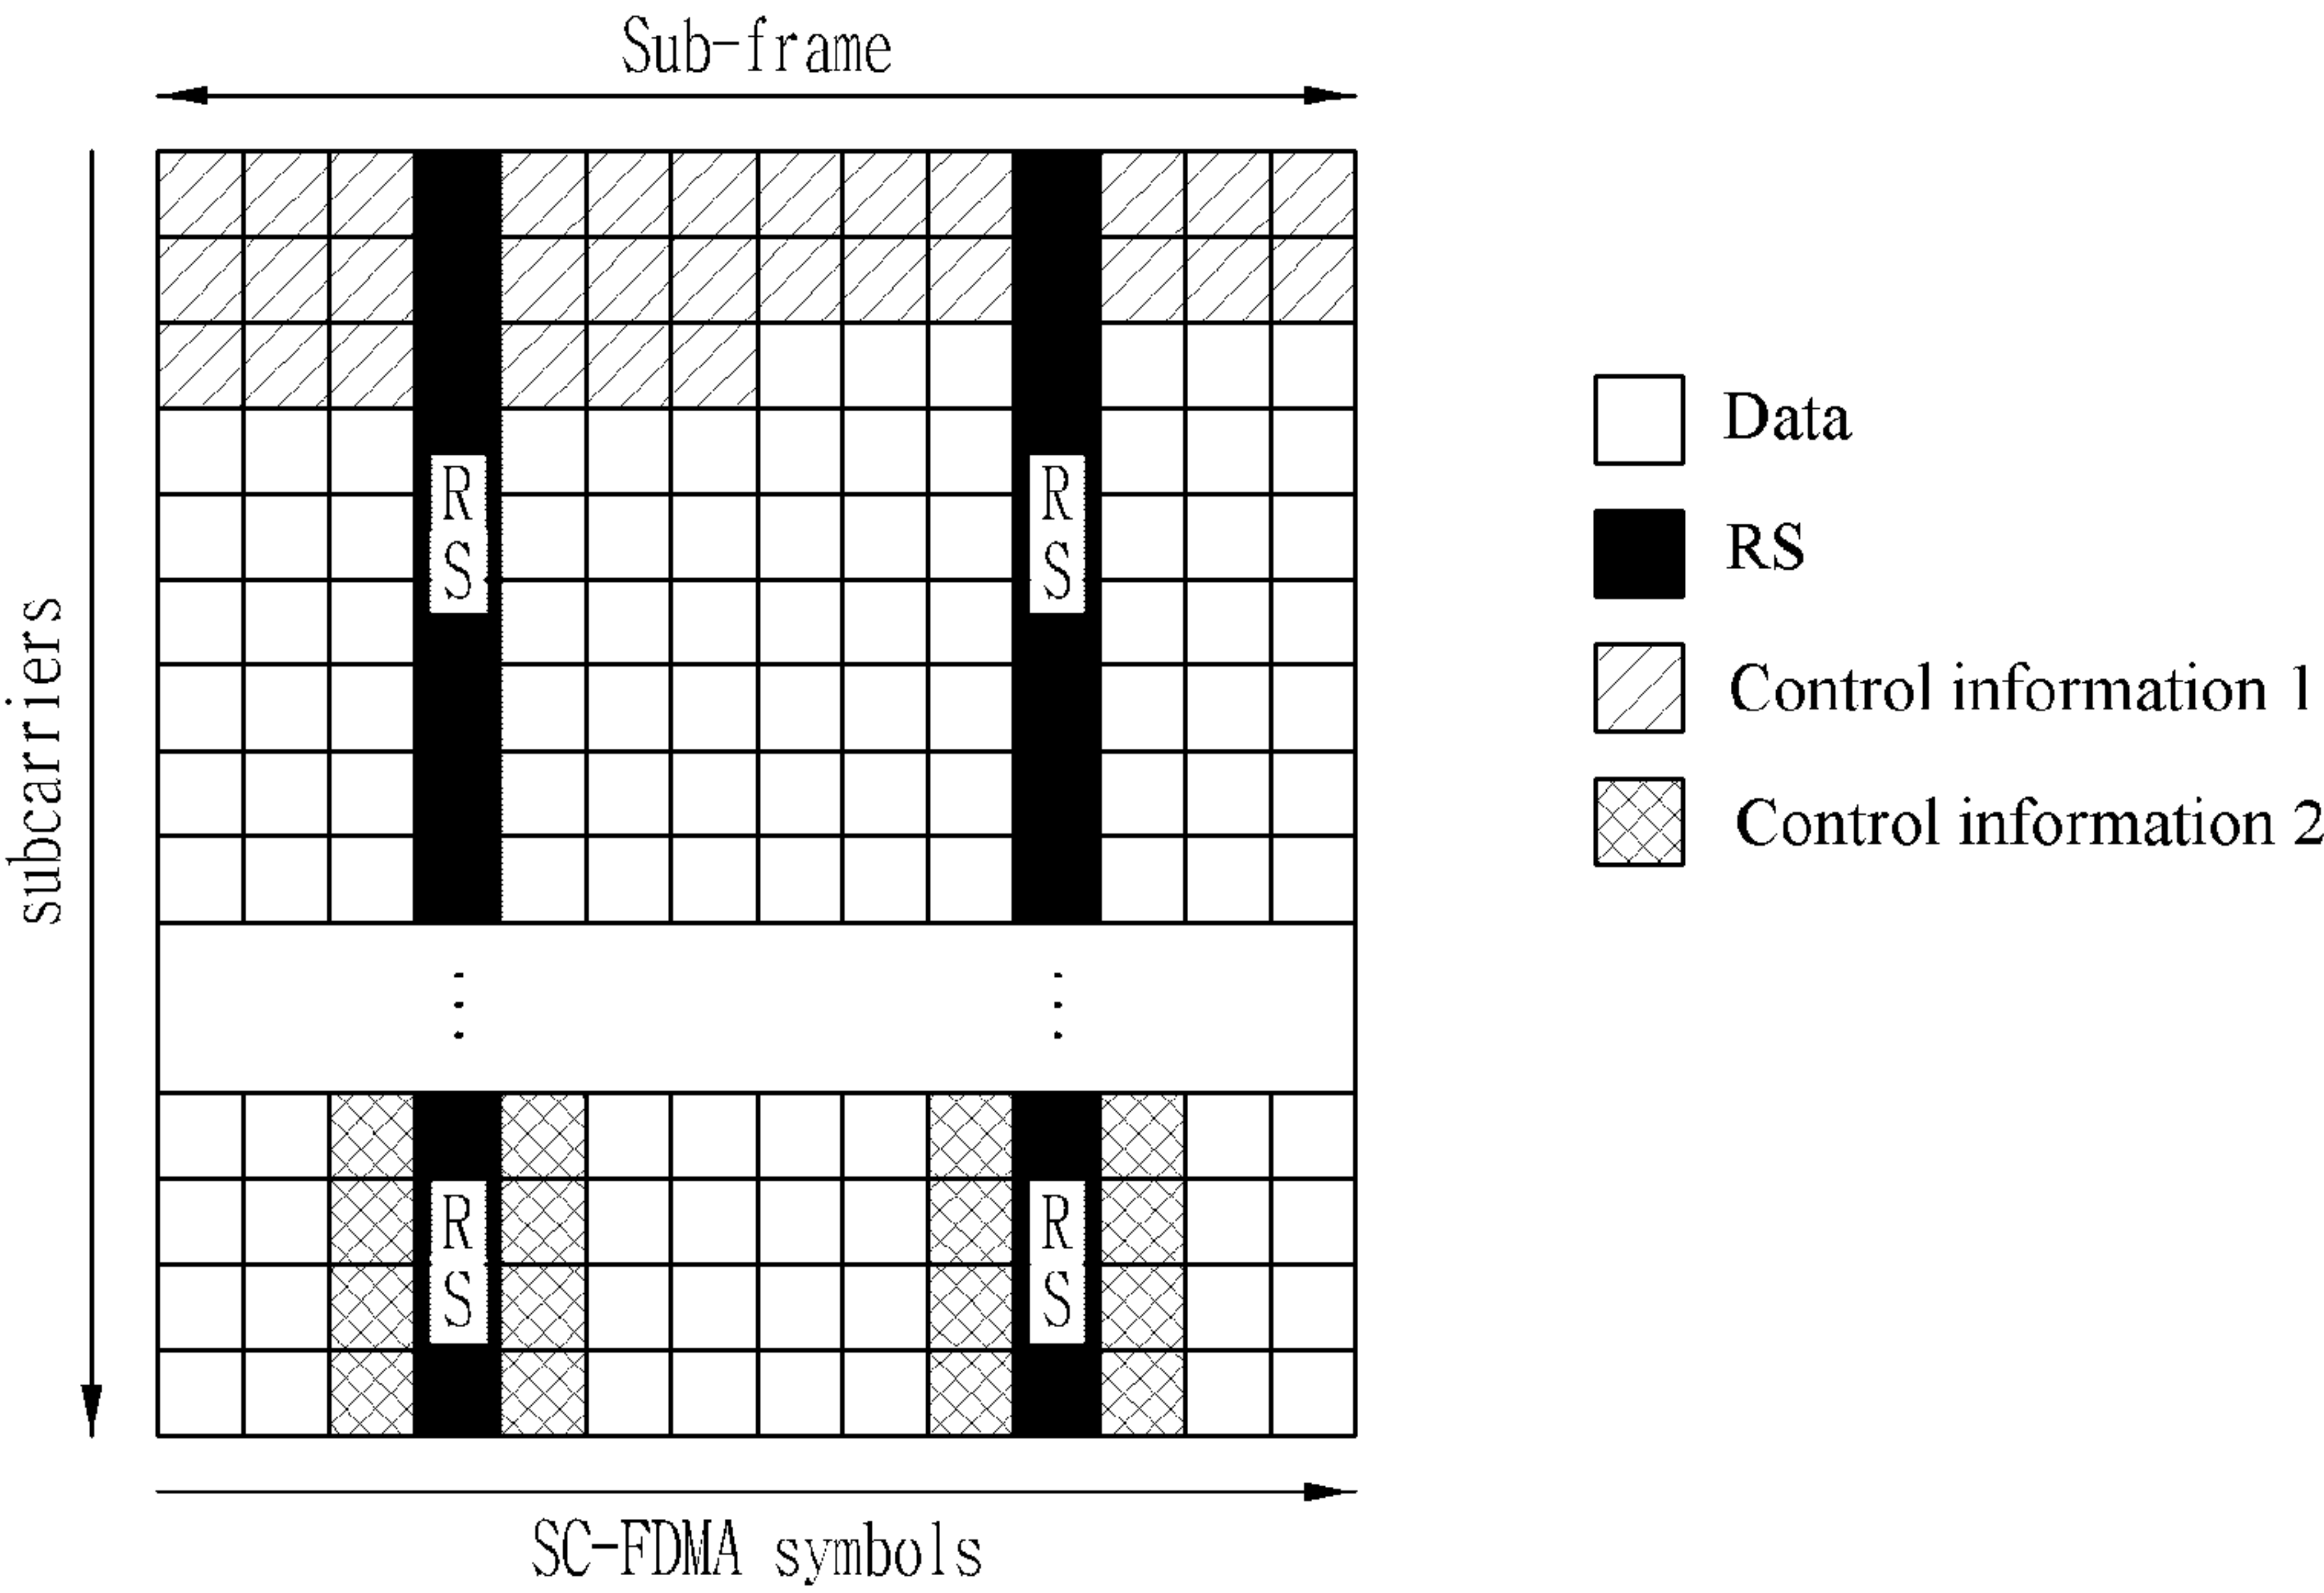 Sub-frame
subcarriers
R
S
R
S
R
S
R
S
SC-FDMA symbols
Data
RS
Control information 1
Control information 2